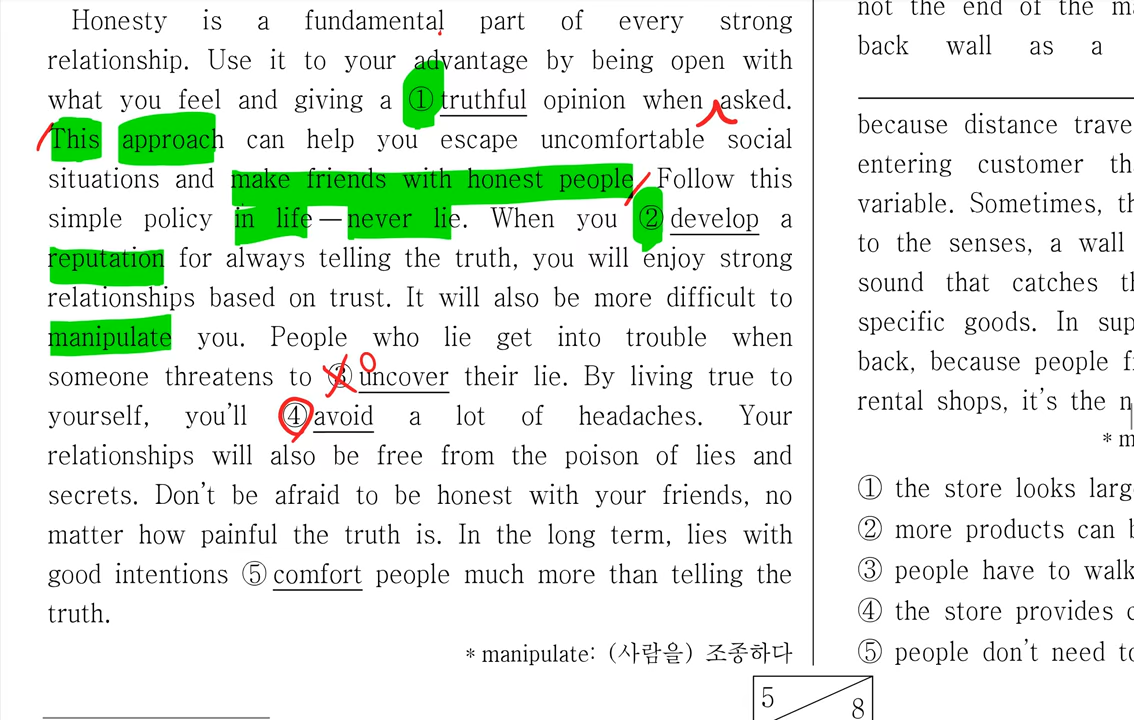 Honesty is a fundamental part of every strong
relationship. Use it to your advantage by being open with
what you feel and giving a ① truthful opinion when asked.
This approach can help you escape uncomfortable social
situations and make friends with honest people. Follow this
simple policy in life — never lie. When you ② develop a
reputation for always telling the truth, you will enjoy strong
relationships based on trust. It will also be more difficult to
manipulate you. People who lie get into trouble when
someone threatens to ③ uncover their lie. By living true to
yourself, you'll ④ avoid a lot of headaches. Your
relationships will also be free from the poison of lies and
secrets. Don't be afraid to be honest with your friends, no
matter how painful the truth is. In the long term, lies with
good intentions ⑤ comfort people much more than telling the
truth.
* manipulate: (사람을) 조종하다
5
8
not the end of the
back wall as a
because distance
entering customer
variable. Sometimes,
to the senses, a wall
sound that catches
specific goods. In
back, because people
rental shops, it's the
*
① the store looks
② more products can
③ people have to
④ the store provides
⑤ people don't need